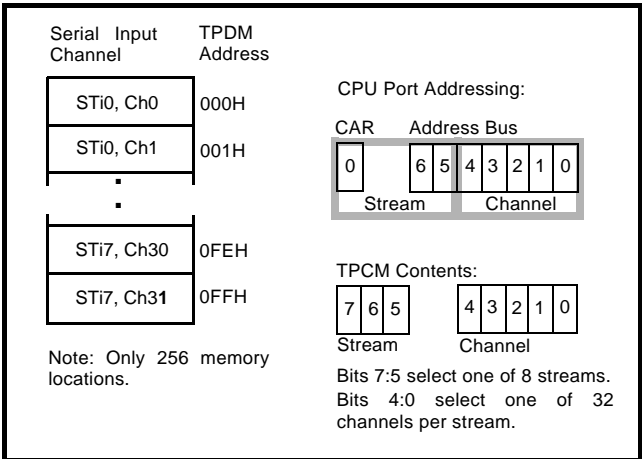 Serial Input Channel
TPDM Address
STi0, Ch0 000H
STi0, Ch1 001H
STi7, Ch30 0FEH
STi7, Ch31 0FFH
Note: Only 256 memory
locations.
CPU Port Addressing:
CAR Address Bus
0 6 5 4 3 2 1 0
Stream Channel
TPCM Contents:
7 6 5 4 3 2 1 0
Stream Channel
Bits 7:5 select one of 8 streams.
Bits 4:0 select one of 32
channels per stream.